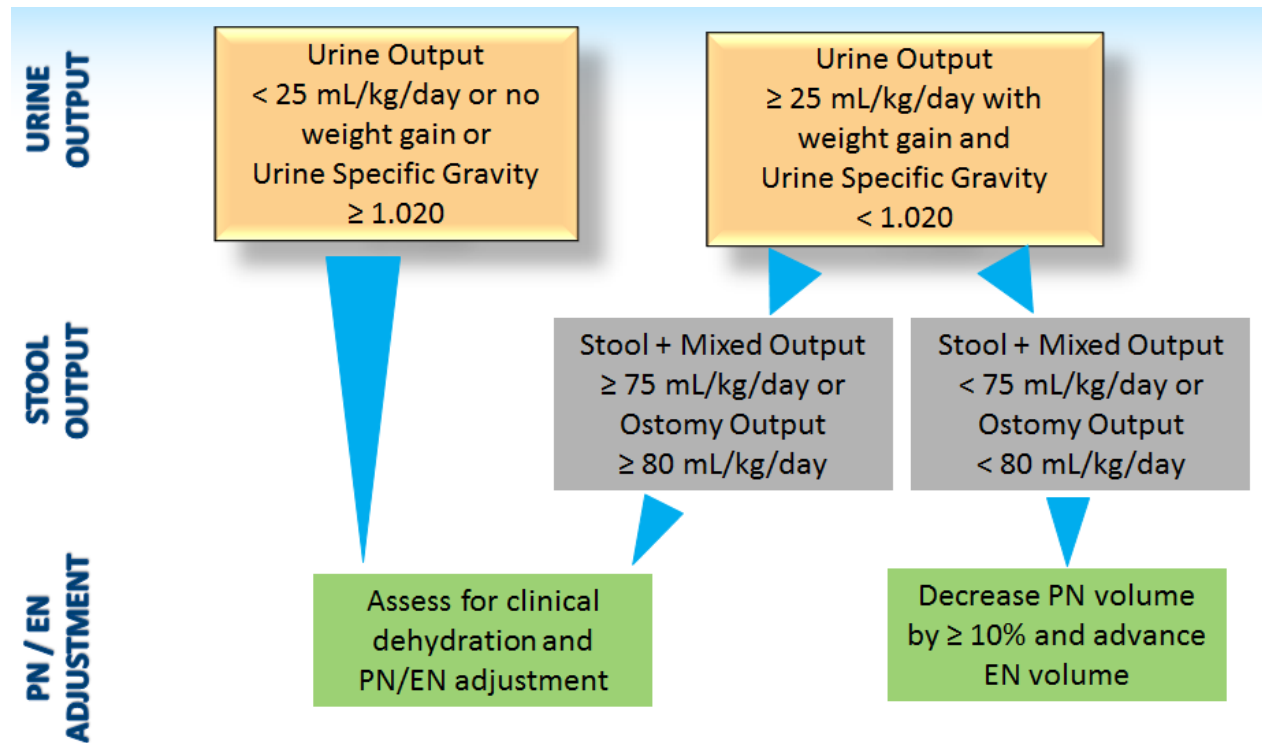 URINE
OUTPUT
Urine Output
< 25 mL/kg/day or no
weight gain or
Urine Specific Gravity
≥ 1.020
Urine Output
≥ 25 mL/kg/day with
weight gain and
Urine Specific Gravity
< 1.020
STOOL
OUTPUT
Stool + Mixed Output
≥ 75 mL/kg/day or
Ostomy Output
≥ 80 mL/kg/day
Stool + Mixed Output
< 75 mL/kg/day or
Ostomy Output
< 80 mL/kg/day
PN / EN
ADJUSTMENT
Assess for clinical
dehydration and
PN/EN adjustment
Decrease PN volume
by ≥ 10% and advance
EN volume